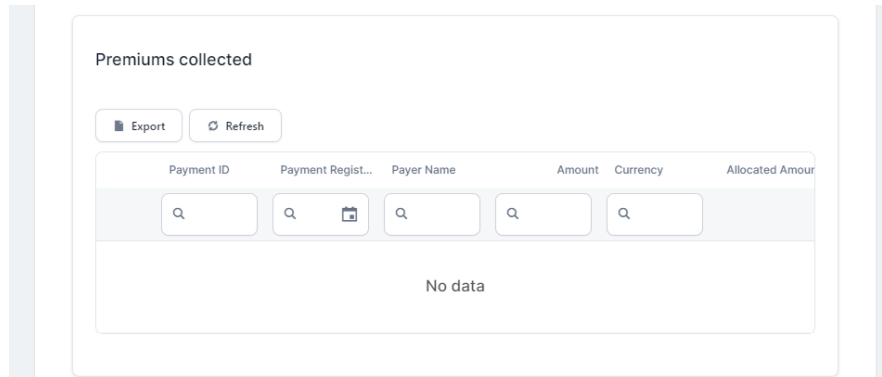 Premiums collected
Export Refresh
Payment ID Payment Regist... Payer Name Amount Currency Allocated Amour
No data